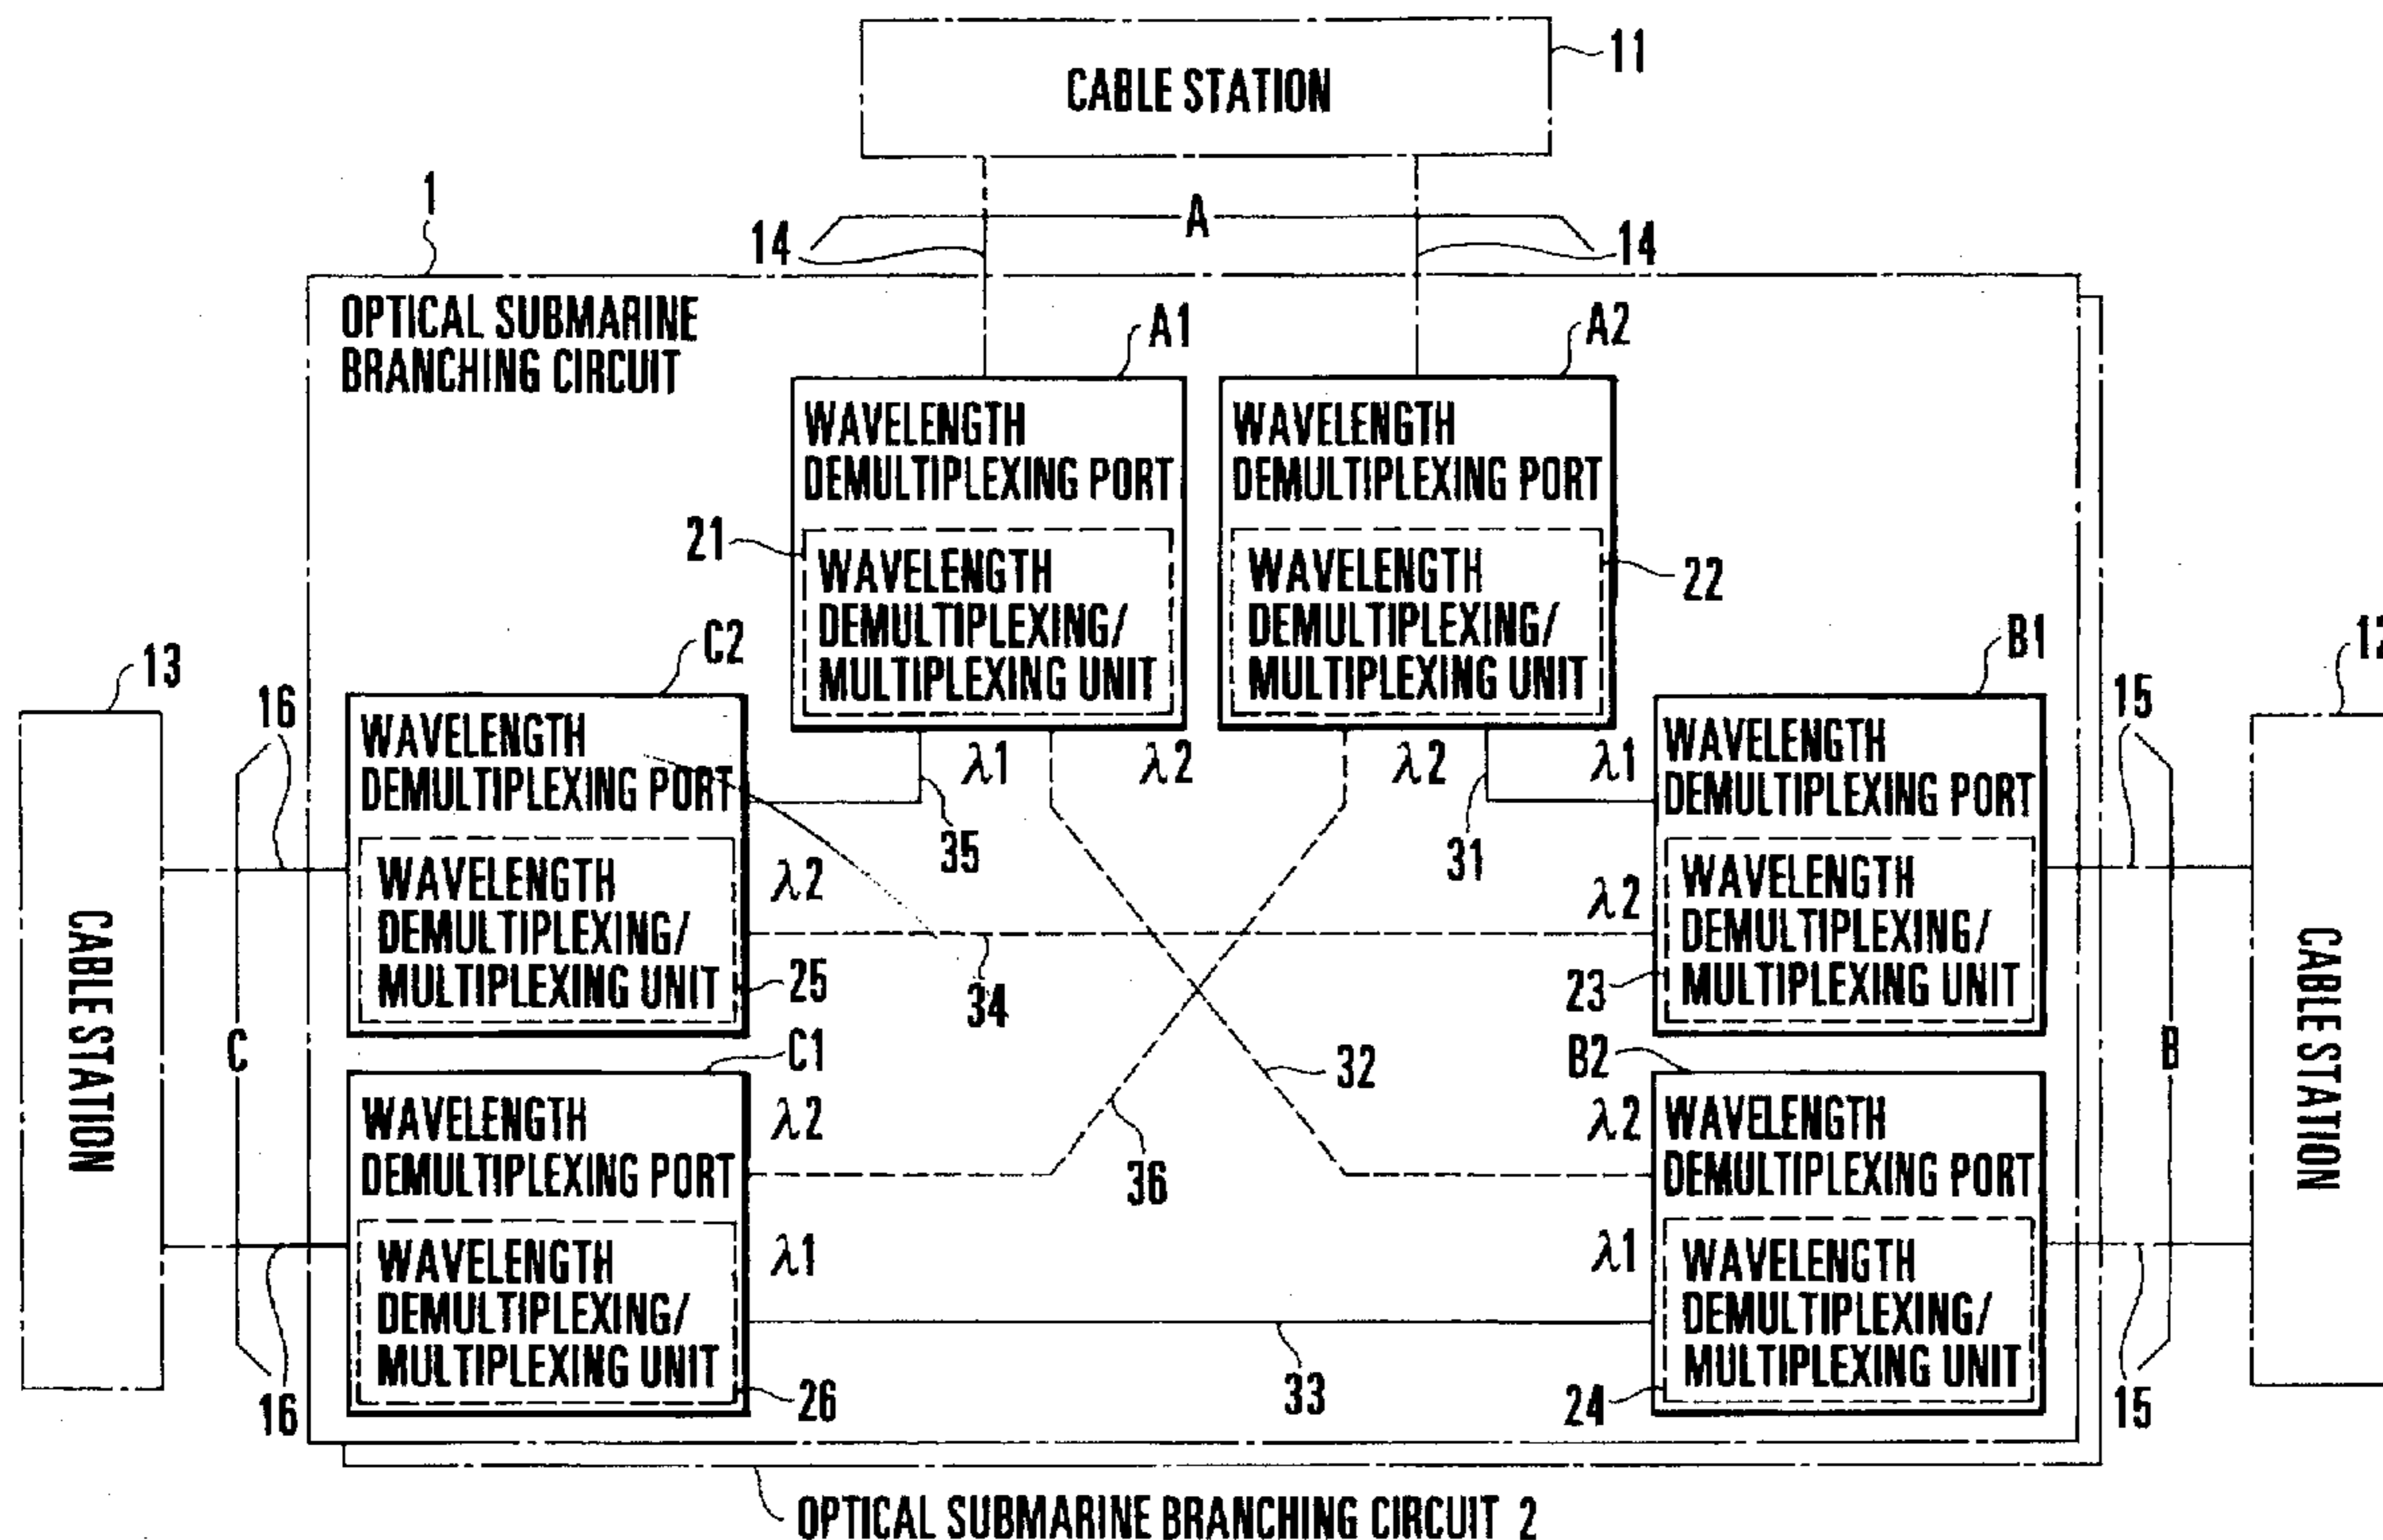 CABLE STATION
11
1
A
14
14
OPTICAL SUBMARINE
BRANCHING CIRCUIT
A1
A2
WAVELENGTH
DEMULTIPLEXING PORT
21
WAVELENGTH
DEMULTIPLEXING/
MULTIPLEXING UNIT
WAVELENGTH
DEMULTIPLEXING PORT
WAVELENGTH
DEMULTIPLEXING/
MULTIPLEXING UNIT
22
13
16
C2
B1
15
12
WAVELENGTH
DEMULTIPLEXING PORT
WAVELENGTH
DEMULTIPLEXING/
MULTIPLEXING UNIT
25
λ1
λ2
λ2
λ1
35
31
WAVELENGTH
DEMULTIPLEXING PORT
WAVELENGTH
DEMULTIPLEXING/
MULTIPLEXING UNIT
23
λ2
λ2
34
CABLE STATION
C
CABLE STATION
B
C1
B2
32
36
WAVELENGTH
DEMULTIPLEXING PORT
WAVELENGTH
DEMULTIPLEXING/
MULTIPLEXING UNIT
26
λ2
λ1
λ2
λ1
WAVELENGTH
DEMULTIPLEXING PORT
WAVELENGTH
DEMULTIPLEXING/
MULTIPLEXING UNIT
24
16
33
15
OPTICAL SUBMARINE BRANCHING CIRCUIT 2